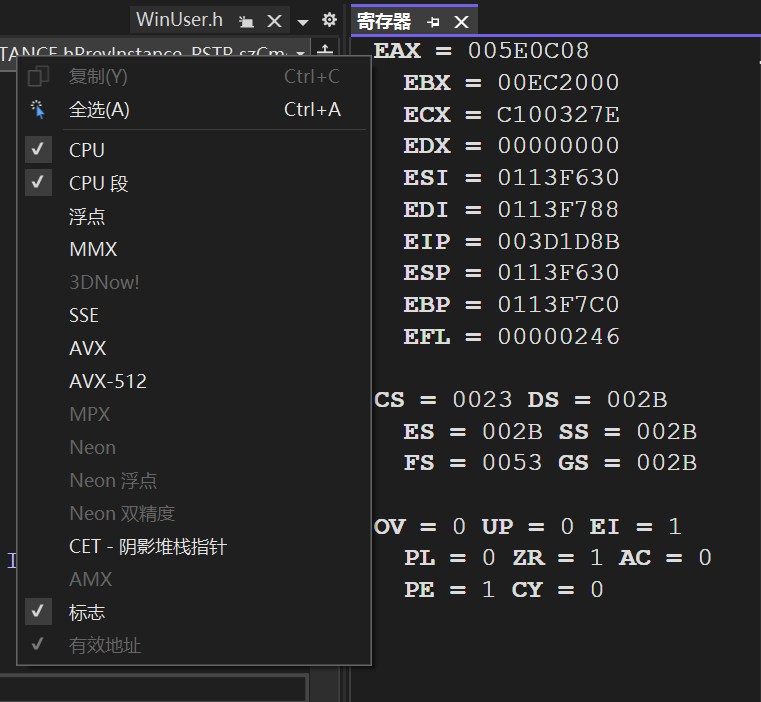 WinUser.h
寄存器
TANCE hPrevInstance, PSTR szCm
复制(Y) Ctrl+C
全选(A) Ctrl+A
CPU
CPU 段
浮点
MMX
3DNow!
SSE
AVX
AVX-512
MPX
Neon
Neon 浮点
Neon 双精度
CET - 阴影堆栈指针
AMX
标志
有效地址
EAX = 005E0C08
EBX = 00EC2000
ECX = C100327E
EDX = 00000000
ESI = 0113F630
EDI = 0113F788
EIP = 003D1D8B
ESP = 0113F630
EBP = 0113F7C0
EFL = 00000246
CS = 0023 DS = 002B
ES = 002B SS = 002B
FS = 0053 GS = 002B
OV = 0 UP = 0 EI = 1
PL = 0 ZR = 1 AC = 0
PE = 1 CY = 0